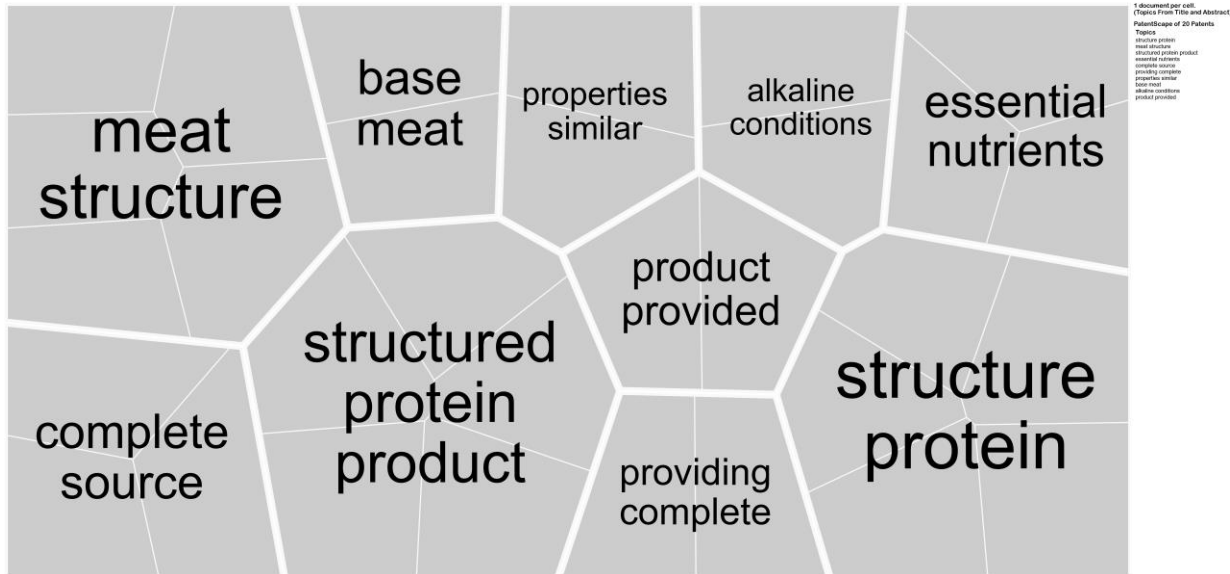 meat
structure
base
meat
properties
similar
alkaline
conditions
essential
nutrients
product
provided
structured
protein
product
structure
protein
complete
source
providing
complete
1 document per cell.
(Topics From Title and Abstract)
PatentScape of 20 Patents
Topics
structure protein
meat structure
structured protein product
essential nutrients
complete source
providing complete
properties similar
base meat
alkaline conditions
product provided